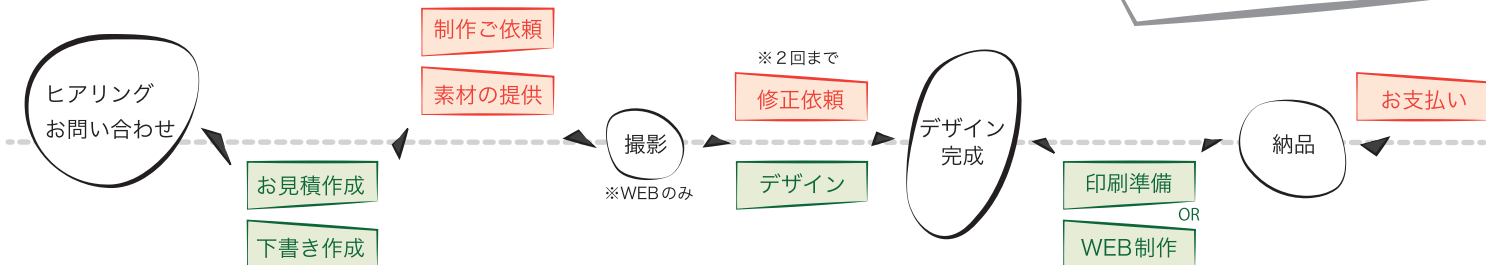 ヒアリング
お問い合わせ
お見積作成
下書き作成
制作ご依頼
素材の提供
撮影
※WEBのみ
※２回まで
修正依頼
デザイン
デザイン
完成
印刷準備
OR
WEB制作
納品
お支払い